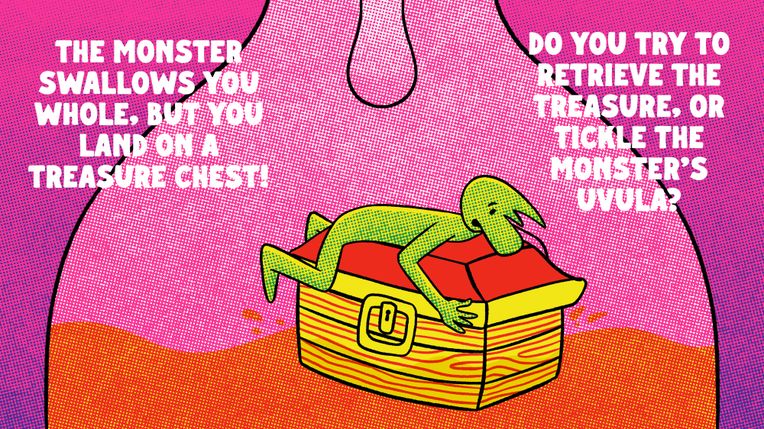 THE MONSTER
SWALLOWS YOU
WHOLE, BUT YOU
LAND ON A
TREASURE CHEST!
DO YOU TRY TO
RETRIEVE THE
TREASURE, OR
TICKLE THE
MONSTER'S
UVULA?